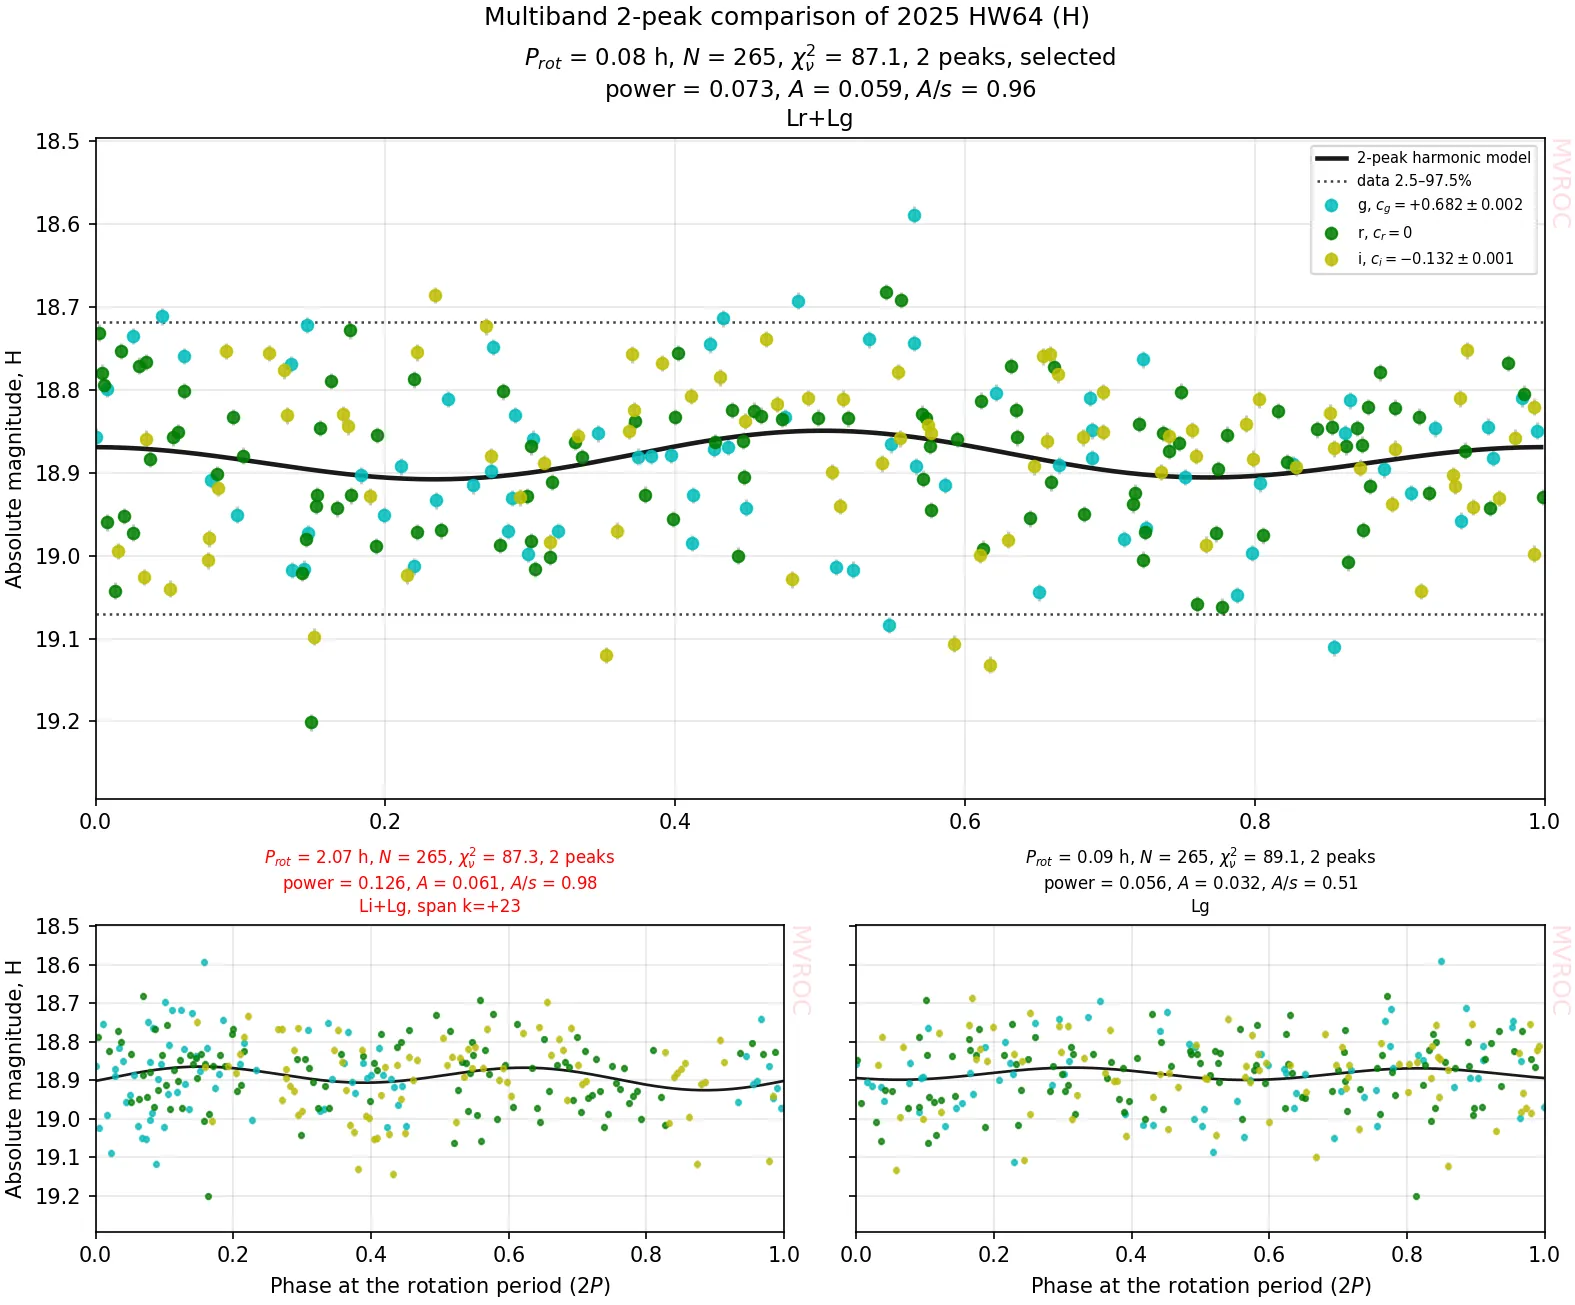 Multiband 2-peak comparison of 2025 HW64 (H)
P_rot = 0.08 h, N = 265, χ²_ν = 87.1, 2 peaks, selected
power = 0.073, A = 0.059, A/s = 0.96
Lr+Lg
18.5
18.6
18.7
18.8
18.9
19.0
19.1
19.2
Absolute magnitude, H
2-peak harmonic model
data 2.5–97.5%
g, c_g = +0.682 ± 0.002
r, c_r = 0
i, c_i = −0.132 ± 0.001
MVROC
0.0 0.2 0.4 0.6 0.8 1.0
P_rot = 2.07 h, N = 265, χ²_ν = 87.3, 2 peaks
power = 0.126, A = 0.061, A/s = 0.98
Li+Lg, span k=+23
18.5
18.6
18.7
18.8
18.9
19.0
19.1
19.2
Absolute magnitude, H
MVROC
0.0 0.2 0.4 0.6 0.8 1.0
Phase at the rotation period (2P)
P_rot = 0.09 h, N = 265, χ²_ν = 89.1, 2 peaks
power = 0.056, A = 0.032, A/s = 0.51
Lg
MVROC
0.0 0.2 0.4 0.6 0.8 1.0
Phase at the rotation period (2P)